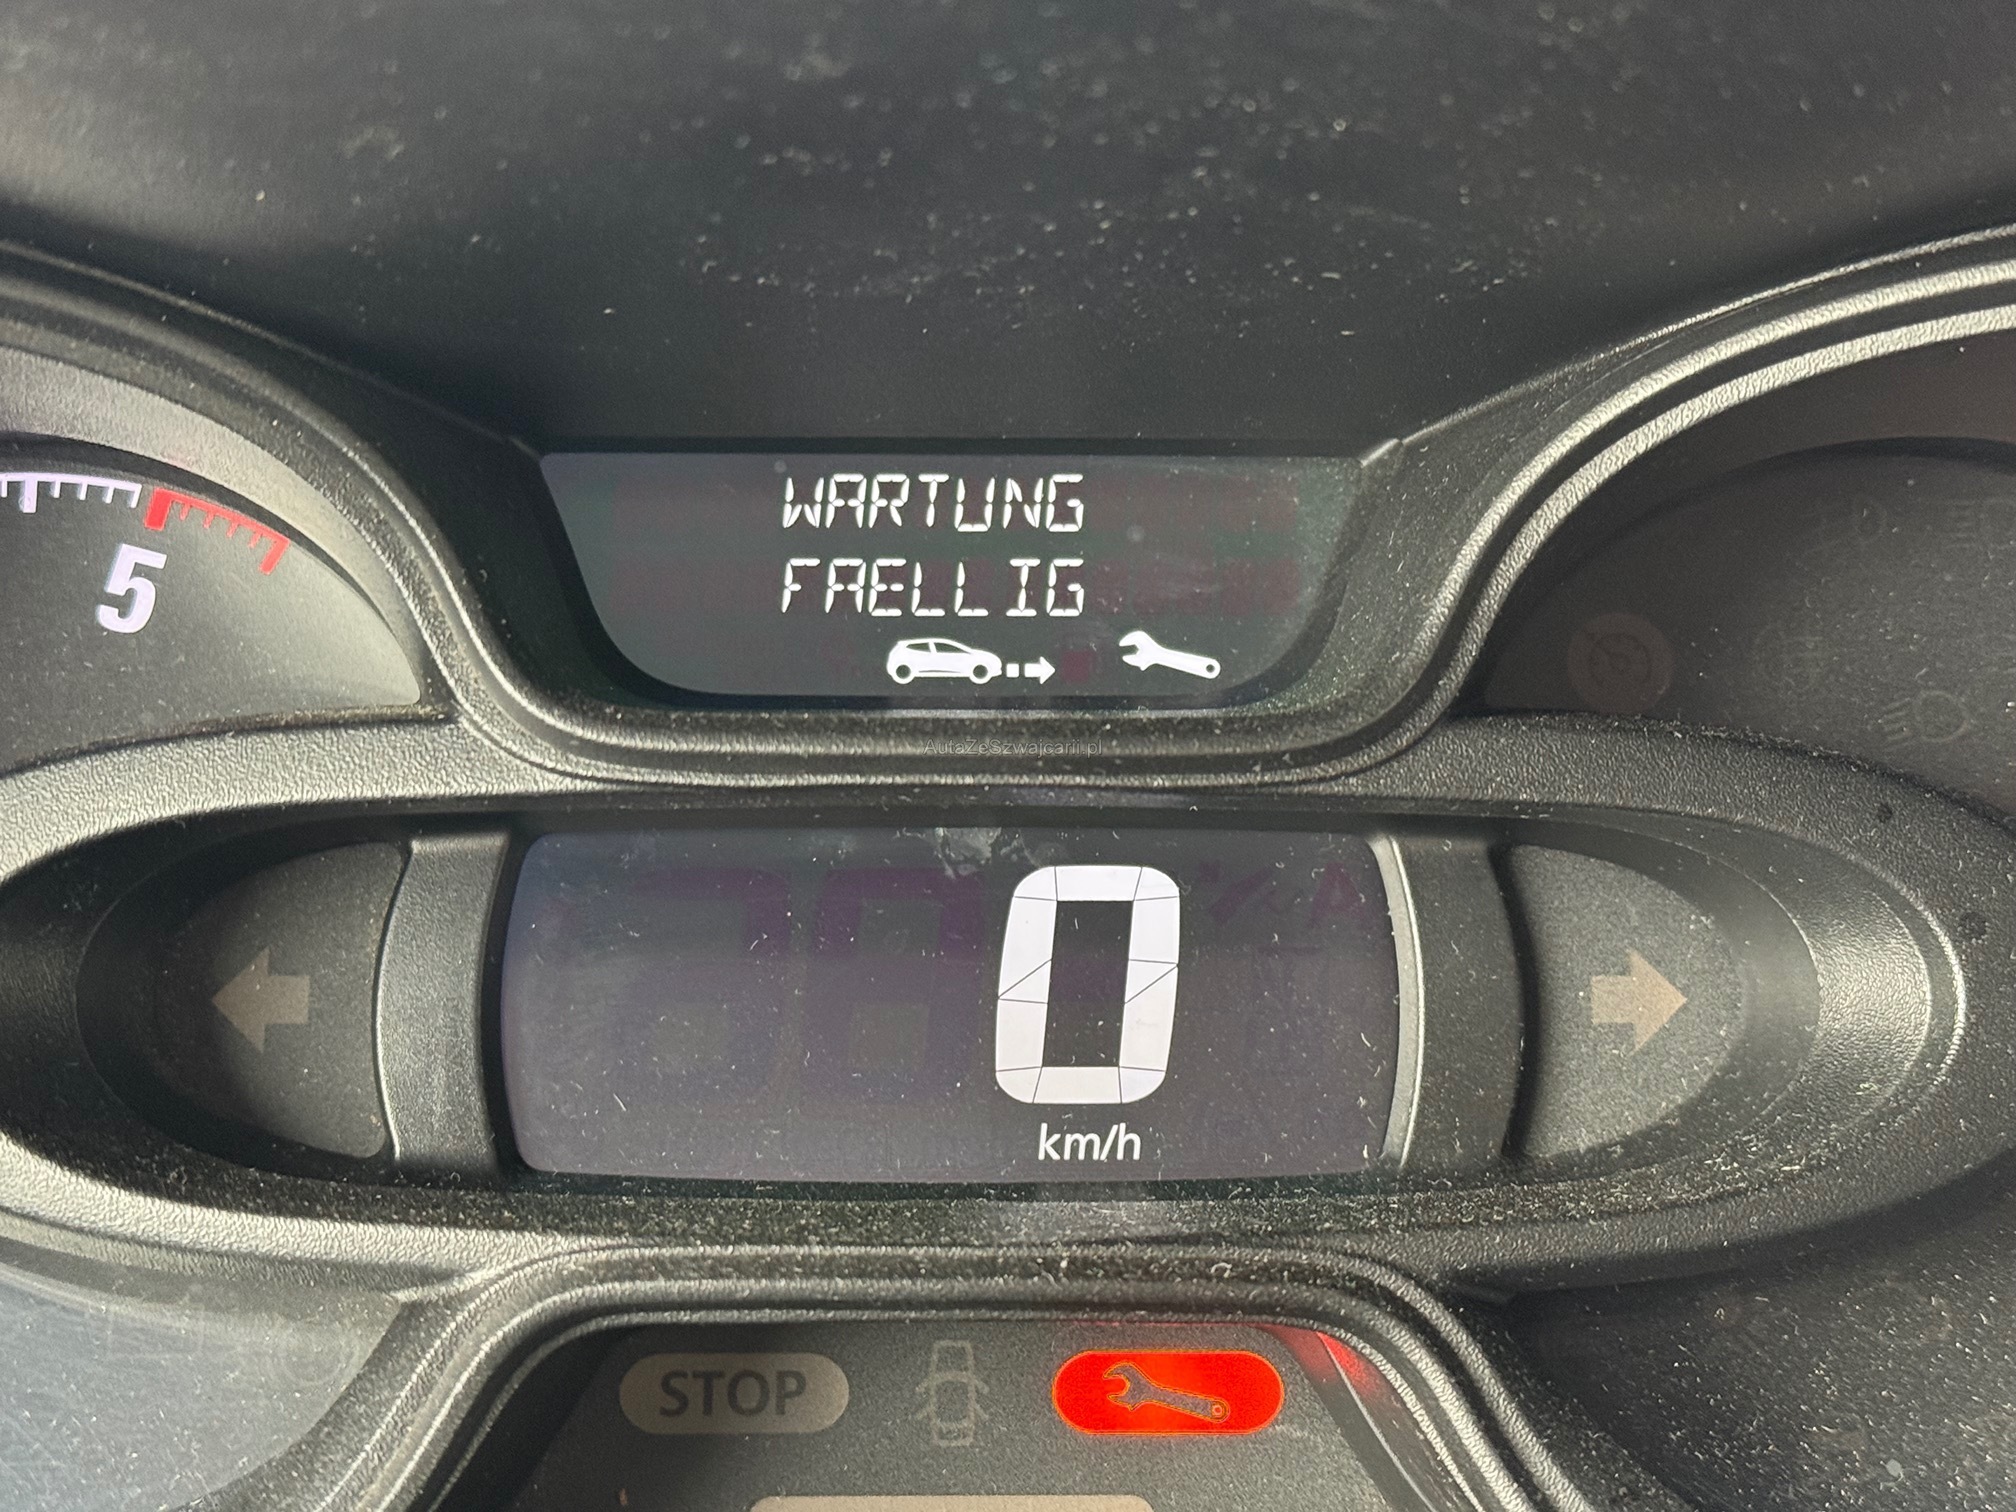 WARTUNG
FAELLIG
5
AutaZeSzwajcarii.pl
0
km/h
STOP